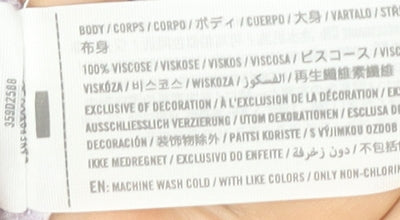 BODY / CORPS / CORPO / ボディ / CUERPO / 大身 / VARTALO / STR
布身
100% VISCOSE / VISKOSE / VISKOS / VISCOSA / ビスコース / VISC
VISKÓZA / 비스코스 / WISKOZA / الفسكوز / 再生纖維素纖維
EXCLUSIVE OF DECORATION / À L'EXCLUSION DE LA DÉCORATION / EK
AUSSCHLIESSLICH VERZIERUNG / UTOM DEKORATIONEN / ESCLUSA D
DECORACIÓN / 装饰物除外 / PAITSI KORISTE / S VÝJIMKOU OZDOB
IKKE MEDREGNET / EXCLUSIVO DO ENFEITE / دون زخرفة / 不包括
EN: MACHINE WASH COLD / WITH LIKE COLORS / ONLY NON-CHLORIN
35BD2588